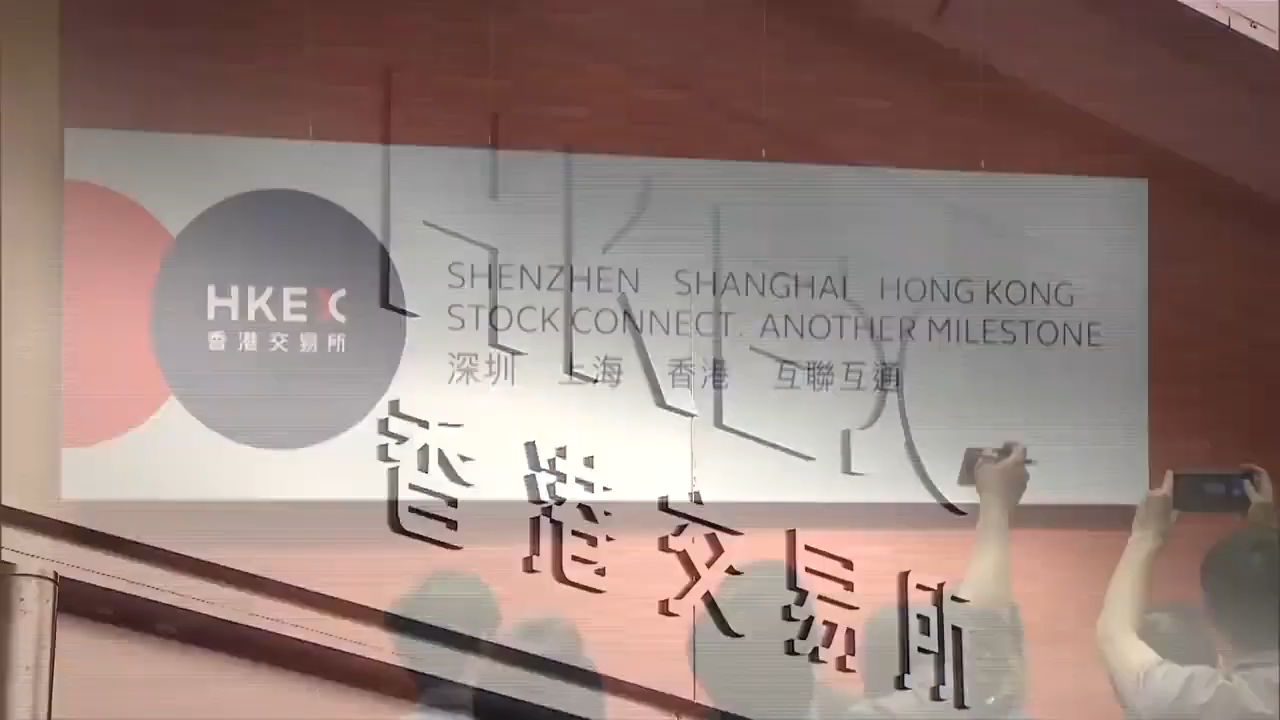 HKEX
香港交易所
SHENZHEN SHANGHAI HONG KONG
STOCK CONNECT. ANOTHER MILESTONE
深圳 上海 香港 互聯互通
HKEX
香港交易所